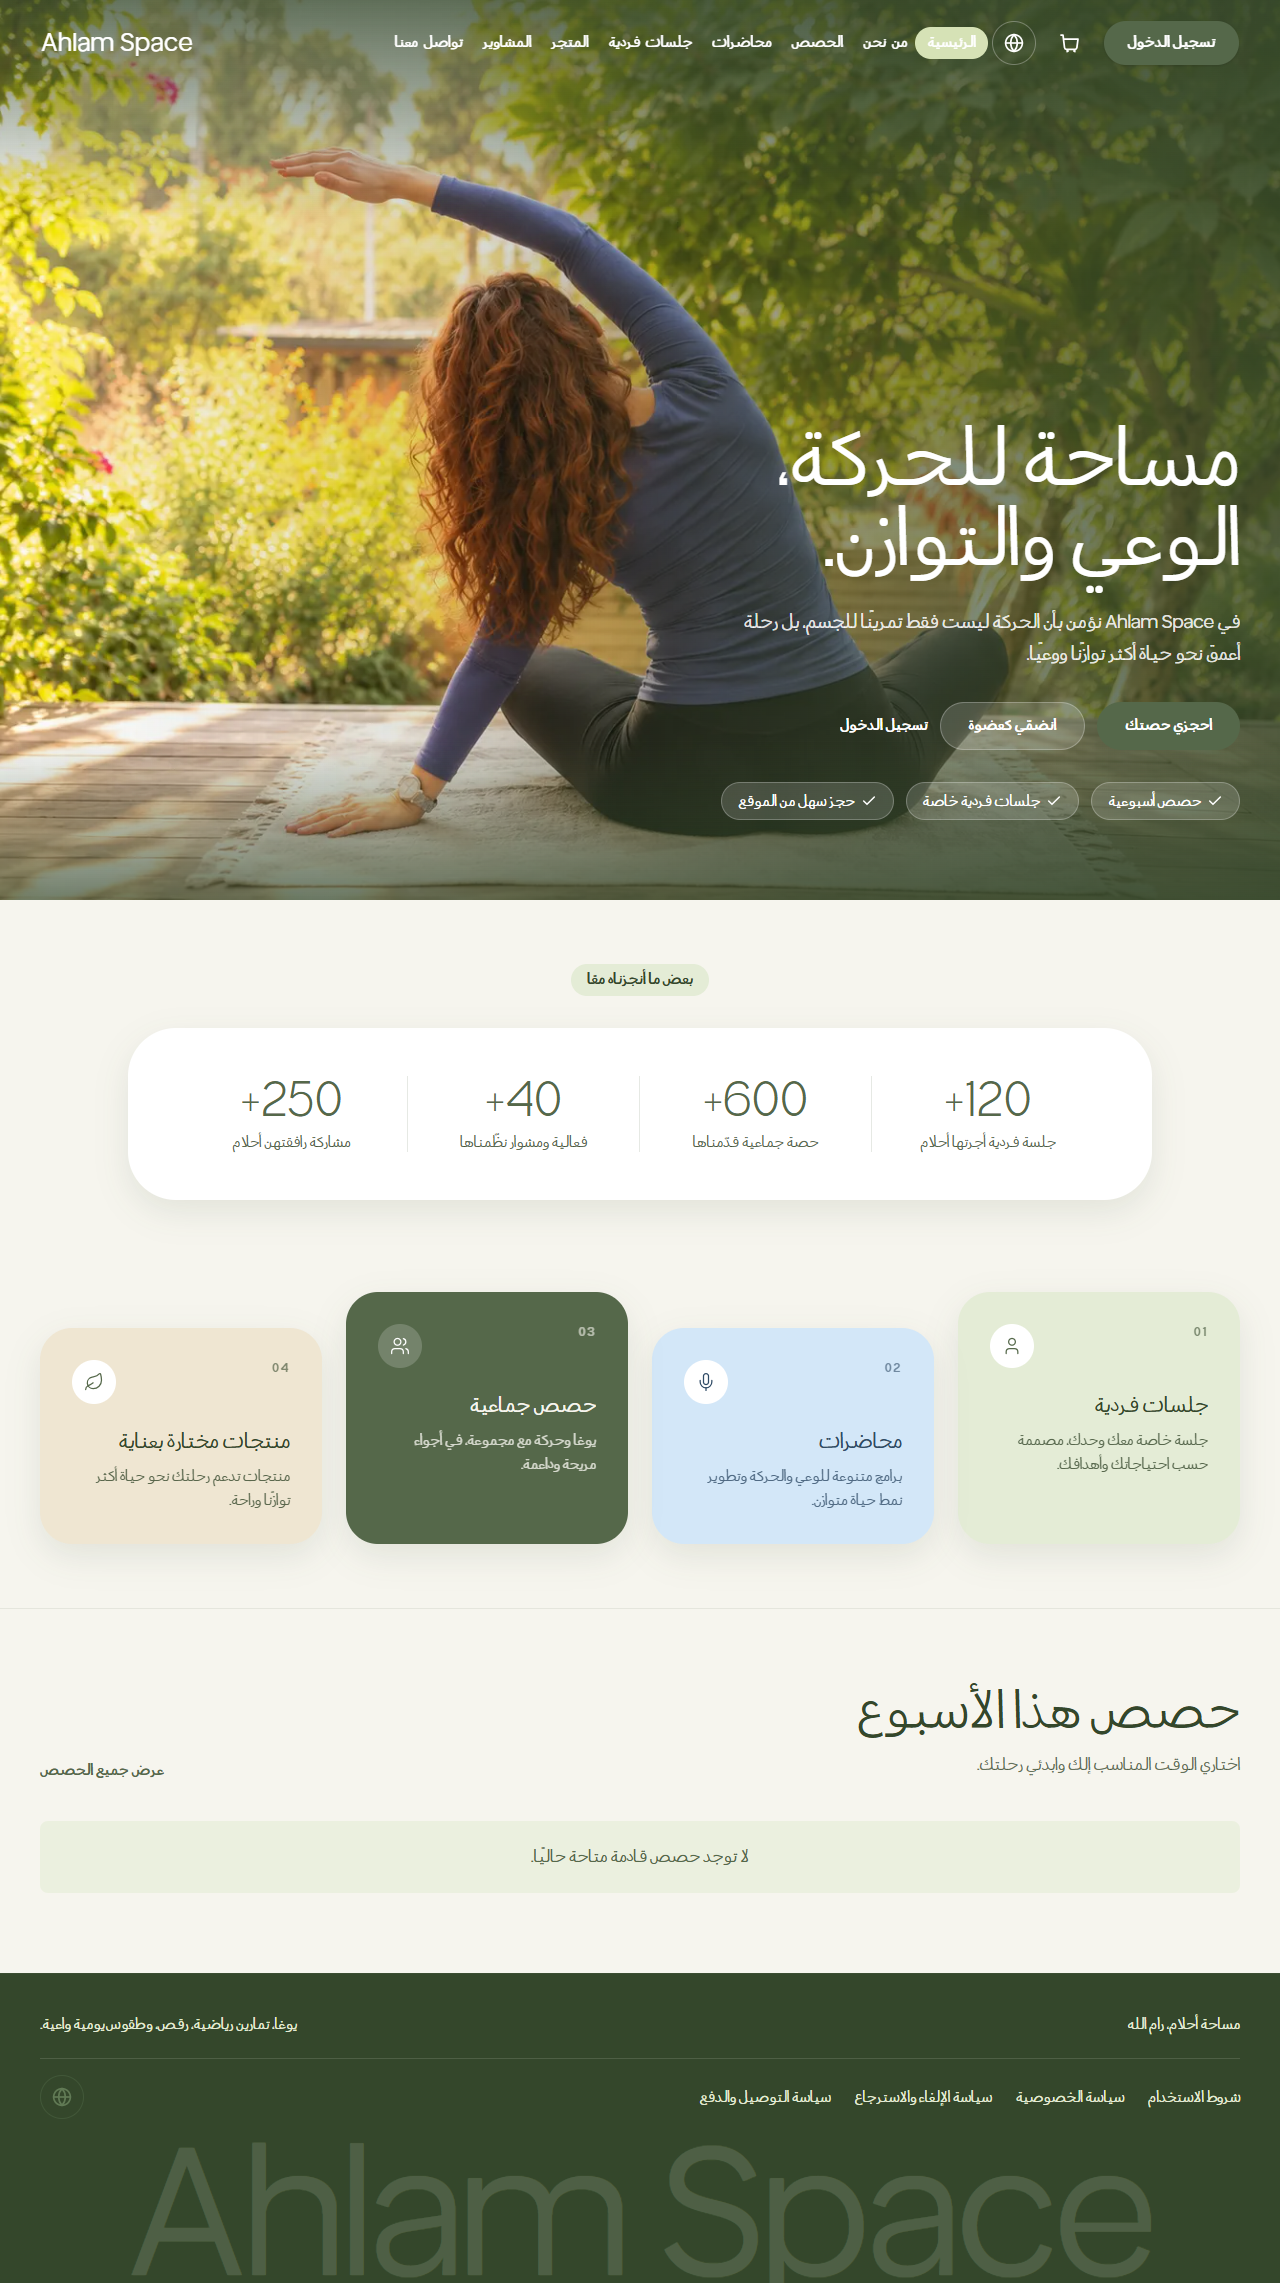 تسجيل الدخول
الرئيسية
من نحن
الحصص
محاضرات
جلسات فردية
المتجر
المشاوير
تواصل معنا
Ahlam Space
مساحة للحركة،
الوعي والتوازن.
في Ahlam Space نؤمن بأن الحركة ليست فقط تمرينًا للجسم، بل رحلة
أعمق نحو حياة أكثر توازنًا ووعيًا.
احجزي حصتك
انضمّي كعضوة
تسجيل الدخول
حصص أسبوعية
جلسات فردية خاصة
حجز سهل من الموقع
بعض ما أنجزناه معًا
+120
جلسة فردية أجرتها أحلام
+600
حصة جماعية قدّمناها
+40
فعالية ومشوار نظّمناها
+250
مشاركة رافقتهن أحلام
01
جلسات فردية
جلسة خاصة معك وحدك، مصممة
حسب احتياجاتك وأهدافك.
02
محاضرات
برامج متنوعة للوعي والحركة وتطوير
نمط حياة متوازن.
03
حصص جماعية
يوغا وحركة مع مجموعة، في أجواء
مريحة وداعمة.
04
منتجات مختارة بعناية
منتجات تدعم رحلتك نحو حياة أكثر
توازنًا وراحة.
حصص هذا الأسبوع
اختاري الوقت المناسب إلك وابدئي رحلتك.
عرض جميع الحصص
لا توجد حصص قادمة متاحة حاليًا.
مساحة أحلام، رام الله
يوغا، تمارين رياضية، رقص، وطقوس يومية واعية.
شروط الاستخدام
سياسة الخصوصية
سياسة الإلغاء والاسترجاع
سياسة التوصيل والدفع
Ahlam Space